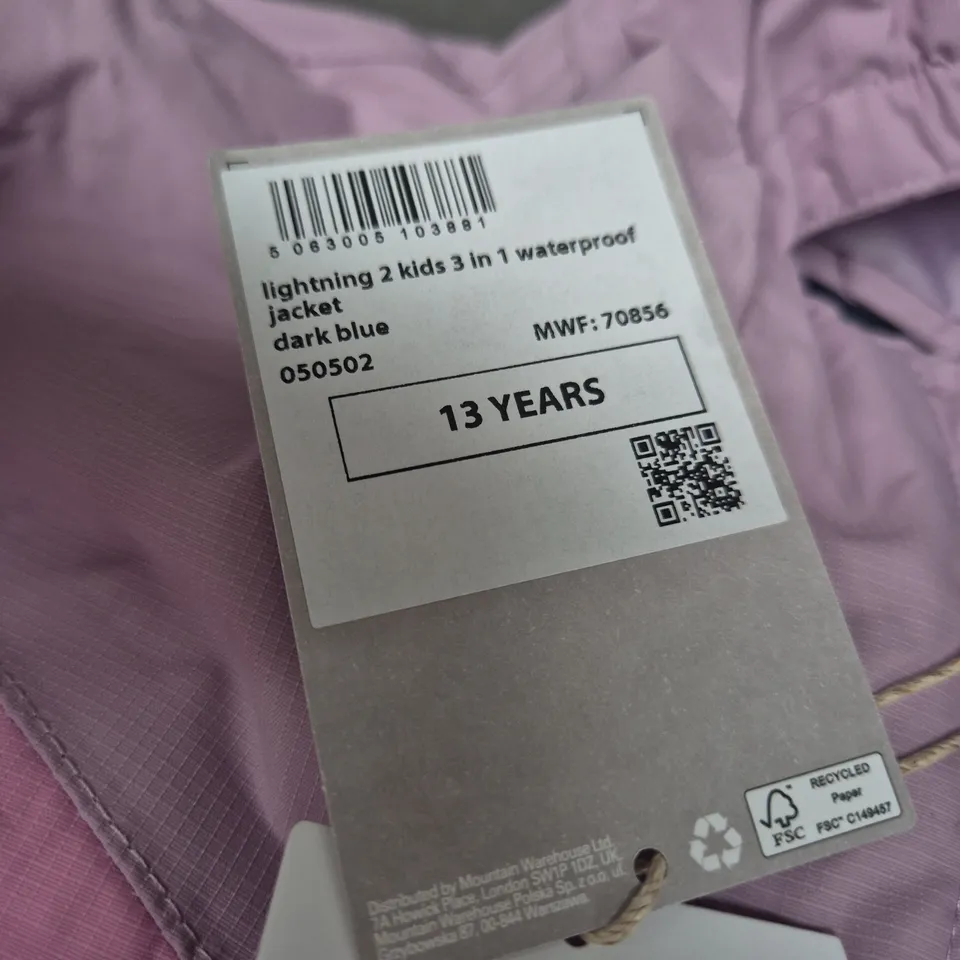 5 063005 103881
lightning 2 kids 3 in 1 waterproof
jacket
dark blue
MWF: 70856
050502
13 YEARS
RECYCLED
Paper
FSC™ C149457
FSC
Distributed by Mountain Warehouse Ltd.
7A Howick Place, London SW1P 1DZ, UK
Mountain Warehouse Polska Sp. z o.o. ul.
Grzybowska 87, 00-844 Warszawa.